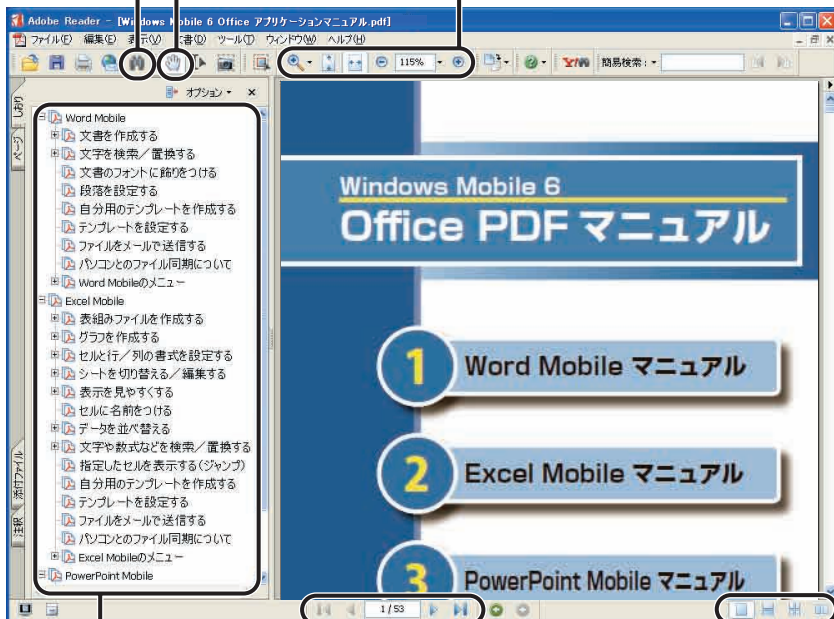 Adobe Reader - [Windows Mobile 6 Office アプリケーションマニュアル.pdf]
ファイル(F) 編集(E) 表示(V) 文書(D) ツール(T) ウィンドウ(W) ヘルプ(H)
115%
簡易検索:
オプション
しおり
ページ
添付ファイル
注釈
Word Mobile
文書を作成する
文字を検索/置換する
文書のフォントに飾りをつける
段落を設定する
自分用のテンプレートを作成する
テンプレートを設定する
ファイルをメールで送信する
パソコンとのファイル同期について
Word Mobileのメニュー
Excel Mobile
表組みファイルを作成する
グラフを作成する
セルと行/列の書式を設定する
シートを切り替える/編集する
表示を見やすくする
セルに名前をつける
データを並べ替える
文字や数式などを検索/置換する
指定したセルを表示する(ジャンプ)
自分用のテンプレートを作成する
テンプレートを設定する
ファイルをメールで送信する
パソコンとのファイル同期について
Excel Mobileのメニュー
PowerPoint Mobile
Windows Mobile 6
Office PDF マニュアル
1 Word Mobile マニュアル
2 Excel Mobile マニュアル
3 PowerPoint Mobile マニュアル
1 / 53